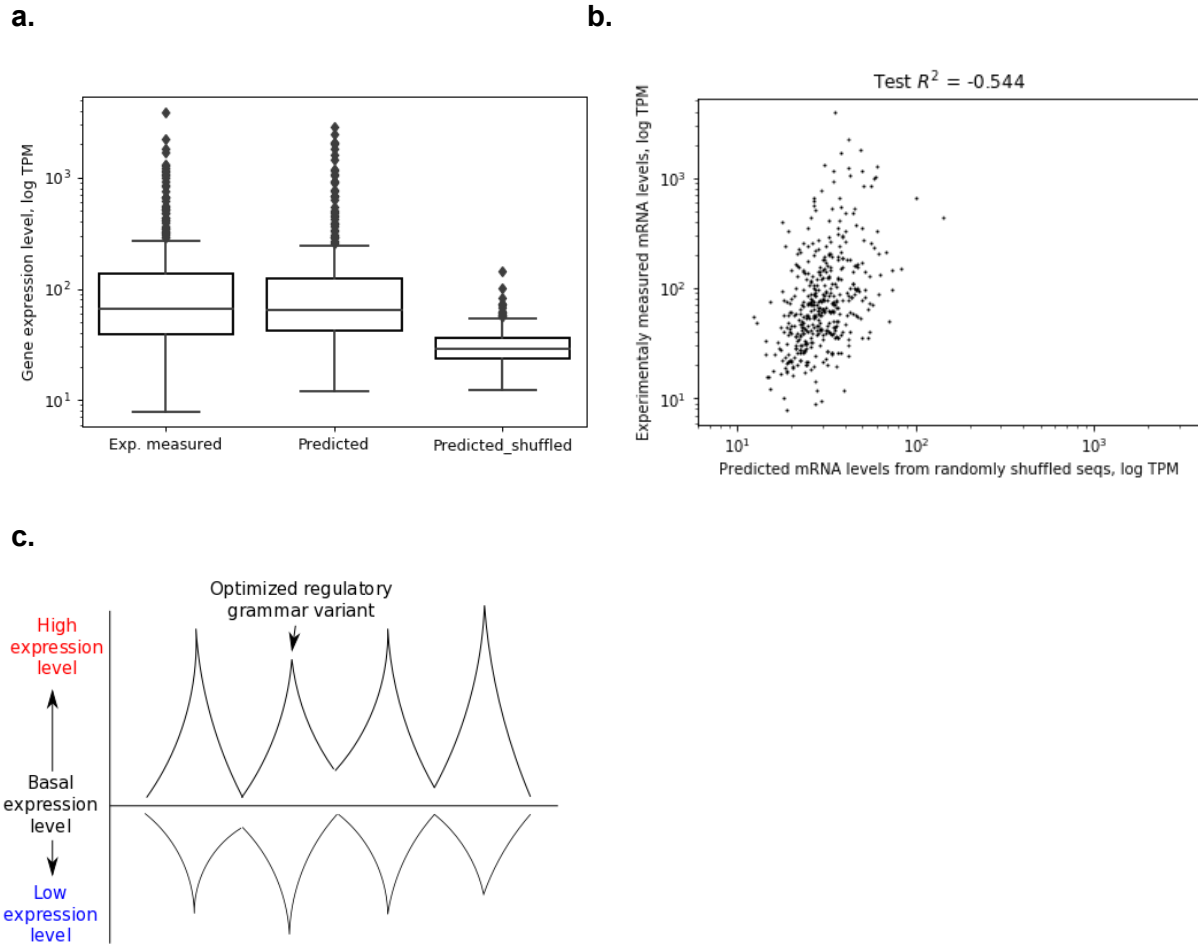 a.
Gene expression level, log TPM
10³
10²
10¹
Exp. measured
Predicted
Predicted_shuffled
b.
Test R² = -0.544
Experimentaly measured mRNA levels, log TPM
10³
10²
10¹
10¹
10²
10³
Predicted mRNA levels from randomly shuffled seqs, log TPM
c.
Optimized regulatory
grammar variant
High
expression
level
Basal
expression
level
Low
expression
level